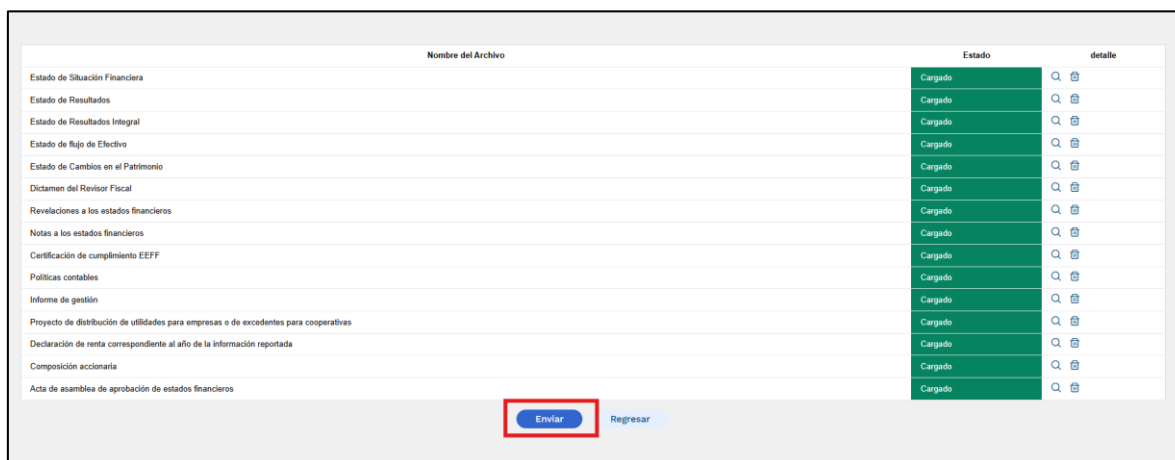 Nombre del Archivo Estado detalle
Estado de Situación Financiera Cargado
Estado de Resultados Cargado
Estado de Resultados Integral Cargado
Estado de flujo de Efectivo Cargado
Estado de Cambios en el Patrimonio Cargado
Dictamen del Revisor Fiscal Cargado
Revelaciones a los estados financieros Cargado
Notas a los estados financieros Cargado
Certificación de cumplimiento EEFF Cargado
Políticas contables Cargado
Informe de gestión Cargado
Proyecto de distribución de utilidades para empresas o de excedentes para cooperativas Cargado
Declaración de renta correspondiente al año de la información reportada Cargado
Composición accionaria Cargado
Acta de asamblea de aprobación de estados financieros Cargado
Enviar Regresar